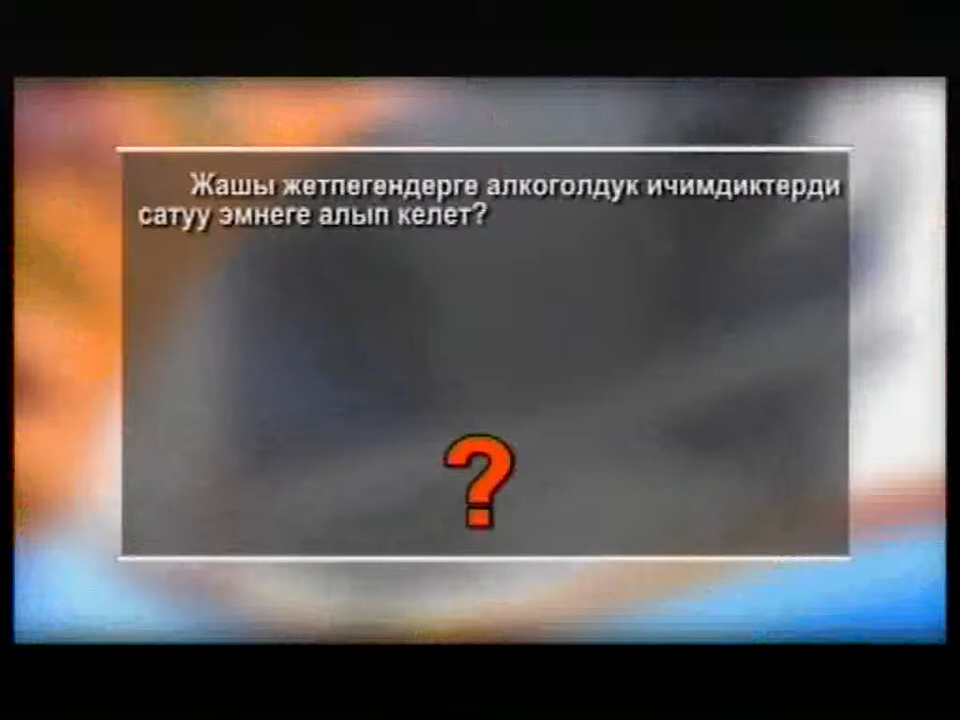 Жашы жетпегендерге алкоголдук ичимдиктерди
сатуу эмнеге алып келет?
?